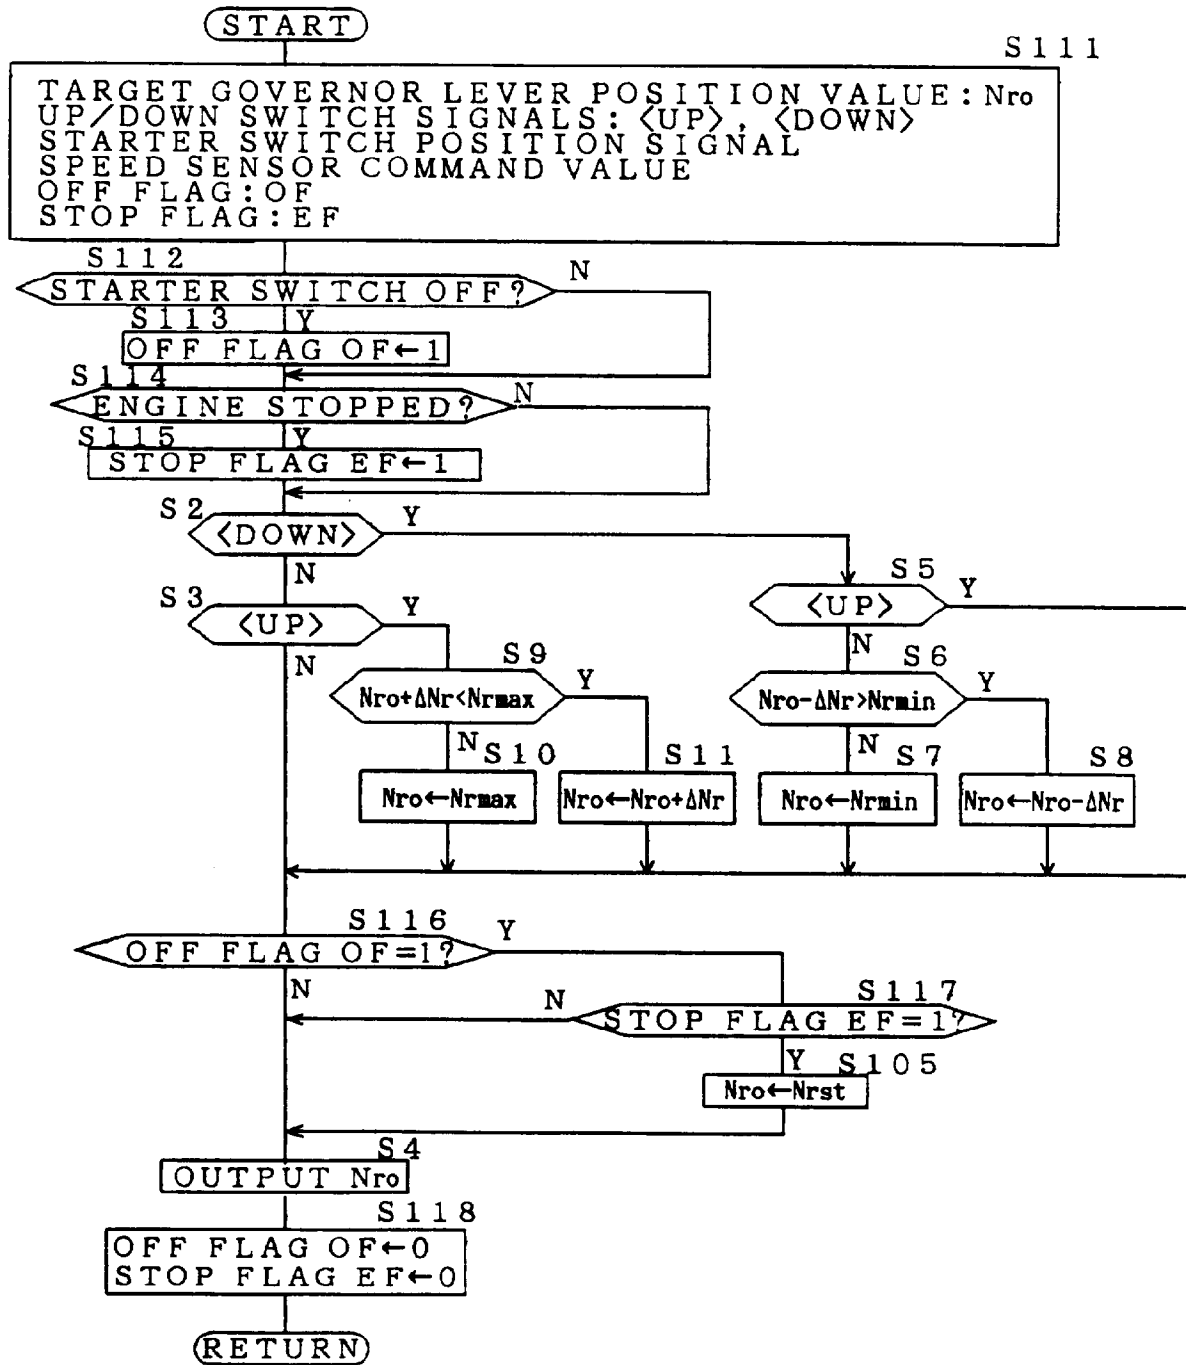 START
S111
TARGET GOVERNOR LEVER POSITION VALUE:Nro
UP/DOWN SWITCH SIGNALS:〈UP〉,〈DOWN〉
STARTER SWITCH POSITION SIGNAL
SPEED SENSOR COMMAND VALUE
OFF FLAG:OF
STOP FLAG:EF
S112
STARTER SWITCH OFF?
N
S113
Y
OFF FLAG OF←1
S114
ENGINE STOPPED?
N
S115
Y
STOP FLAG EF←1
S2
〈DOWN〉
Y
N
S3
〈UP〉
Y
N
S5
〈UP〉
Y
N
S9
Nro+ΔNr<Nrmax
Y
N
S6
Nro-ΔNr>Nrmin
Y
N
S10
Nro←Nrmax
S11
Nro←Nro+ΔNr
S7
Nro←Nrmin
S8
Nro←Nro-ΔNr
S116
OFF FLAG OF=1?
Y
N
S117
STOP FLAG EF=1?
N
Y
S105
Nro←Nrst
S4
OUTPUT Nro
S118
OFF FLAG OF←0
STOP FLAG EF←0
RETURN